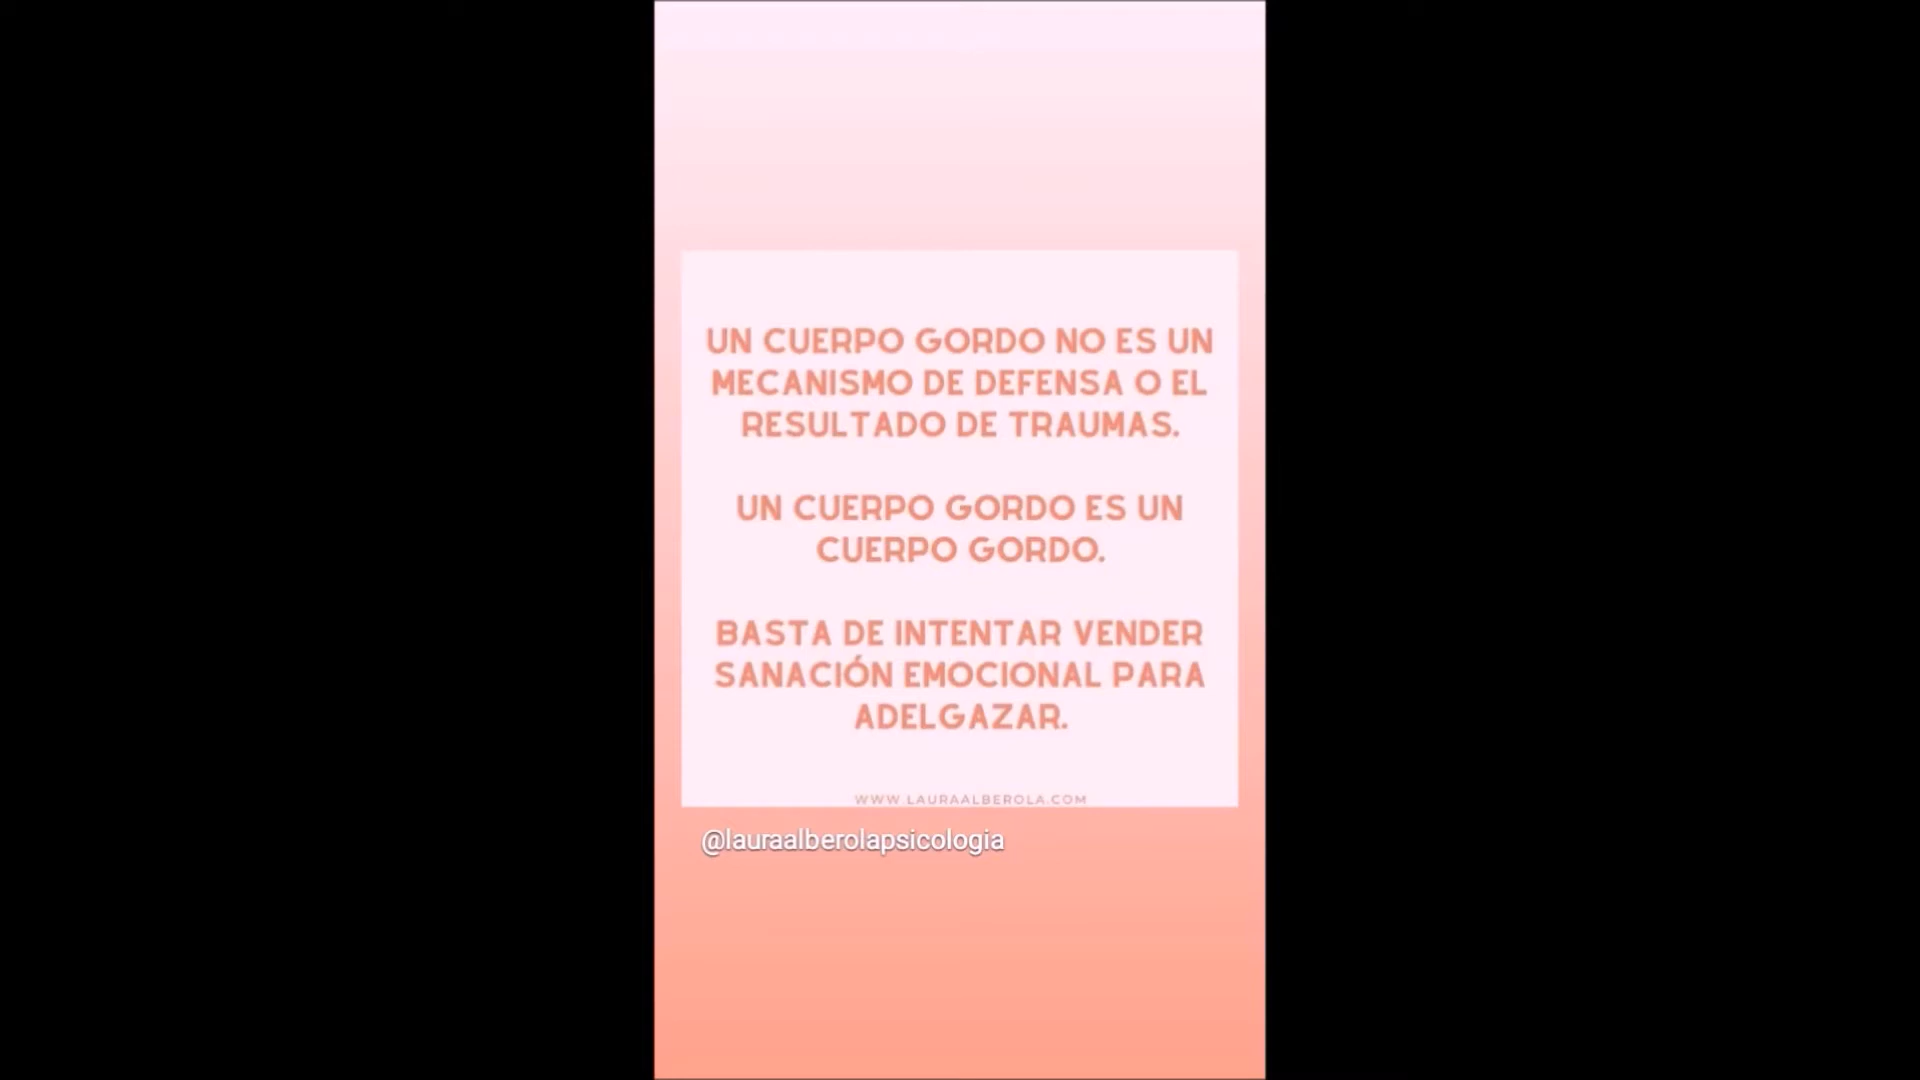 UN CUERPO GORDO NO ES UN
MECANISMO DE DEFENSA O EL
RESULTADO DE TRAUMAS.
UN CUERPO GORDO ES UN
CUERPO GORDO.
BASTA DE INTENTAR VENDER
SANACIÓN EMOCIONAL PARA
ADELGAZAR.
WWW.LAURAALBEROLA.COM
@lauraalberolapsicologia